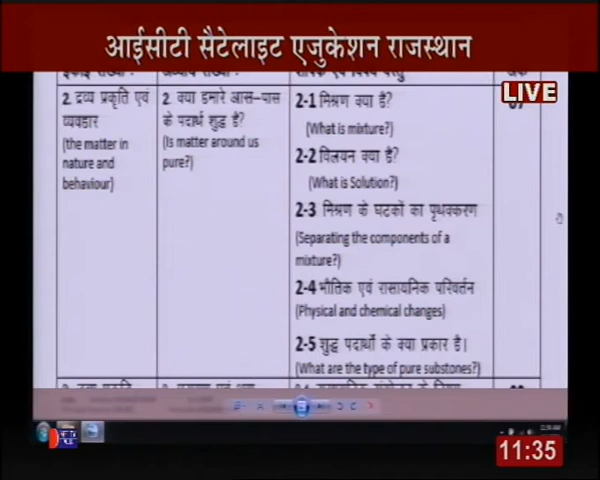 आईसीटी सैटेलाइट एजुकेशन राजस्थान
LIVE
2. द्रव्य प्रकृति एवं
व्यवहार
(the matter in
nature and
behaviour)
2. क्या हमारे आस-पास
के पदार्थ शुद्ध है?
(Is matter around us
pure?)
2-1 मिश्रण क्या है?
(What is mixture?)
2-2 विलयन क्या है?
(What is Solution?)
2-3 मिश्रण के घटकों का पृथक्करण
(Separating the components of a
mixture?)
2-4 भौतिक एवं रासायनिक परिवर्तन
(Physical and chemical changes)
2-5 शुद्ध पदार्थो के क्या प्रकार है।
(What are the type of pure substones?)
11:35